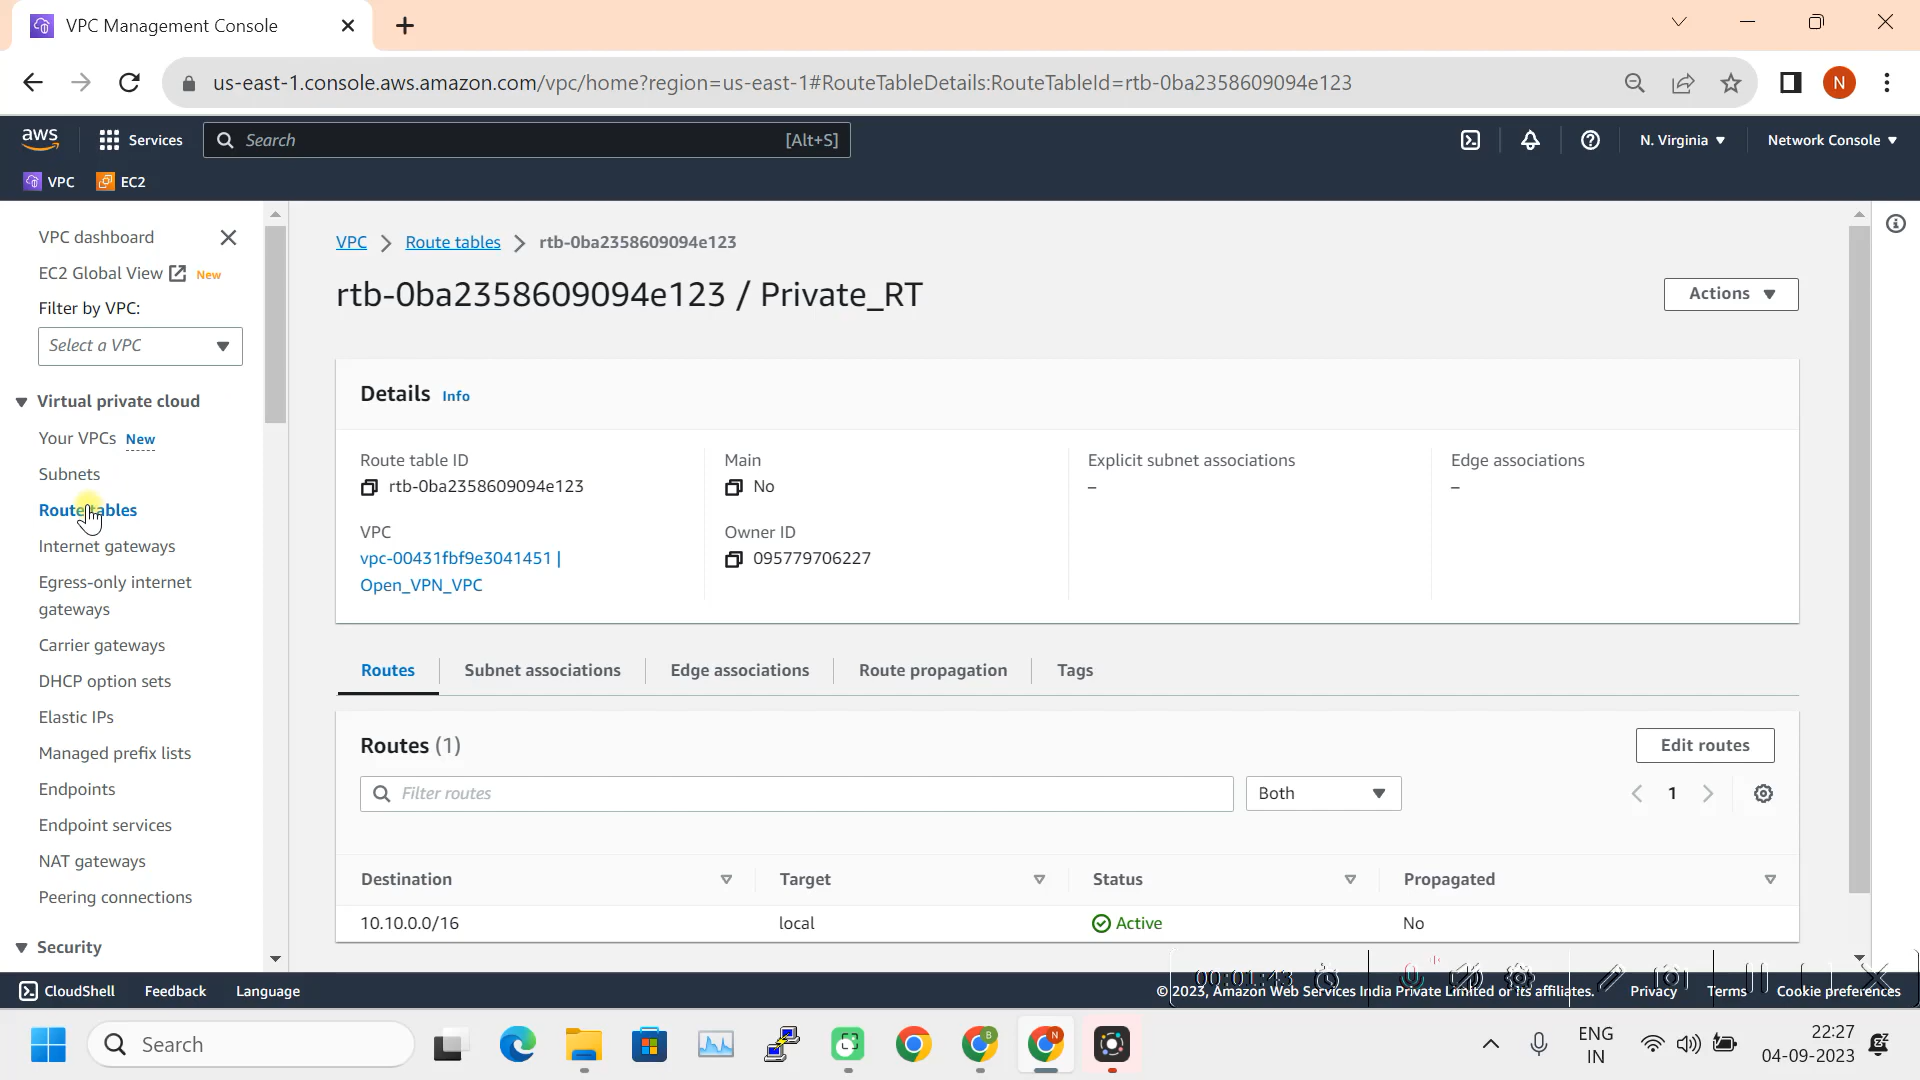 VPC Management Console
us-east-1.console.aws.amazon.com/vpc/home?region=us-east-1#RouteTableDetails:RouteTableId=rtb-0ba2358609094e123
N
aws
Services
Search
[Alt+S]
N. Virginia
Network Console
VPC
EC2
VPC dashboard
EC2 Global View New
Filter by VPC:
Select a VPC
Virtual private cloud
Your VPCs New
Subnets
Route tables
Internet gateways
Egress-only internet
gateways
Carrier gateways
DHCP option sets
Elastic IPs
Managed prefix lists
Endpoints
Endpoint services
NAT gateways
Peering connections
Security
VPC > Route tables > rtb-0ba2358609094e123
rtb-0ba2358609094e123 / Private_RT
Actions
Details Info
Route table ID
rtb-0ba2358609094e123
Main
No
Explicit subnet associations
–
Edge associations
–
VPC
vpc-00431fbf9e3041451 |
Open_VPN_VPC
Owner ID
095779706227
Routes
Subnet associations
Edge associations
Route propagation
Tags
Routes (1)
Edit routes
Filter routes
Both
1
Destination
Target
Status
Propagated
10.10.0.0/16
local
Active
No
00:01:43
CloudShell
Feedback
Language
© 2023, Amazon Web Services India Private Limited or its affiliates.
Privacy
Terms
Cookie preferences
Search
B
N
ENG
IN
22:27
04-09-2023